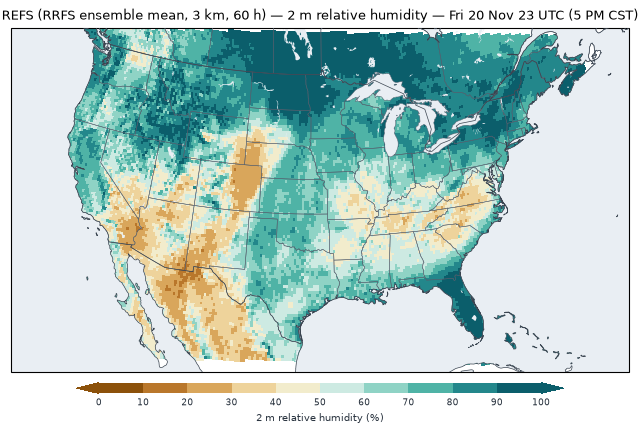 REFS (RRFS ensemble mean, 3 km, 60 h) — 2 m relative humidity — Fri 20 Nov 23 UTC (5 PM CST)
0 10 20 30 40 50 60 70 80 90 100
2 m relative humidity (%)